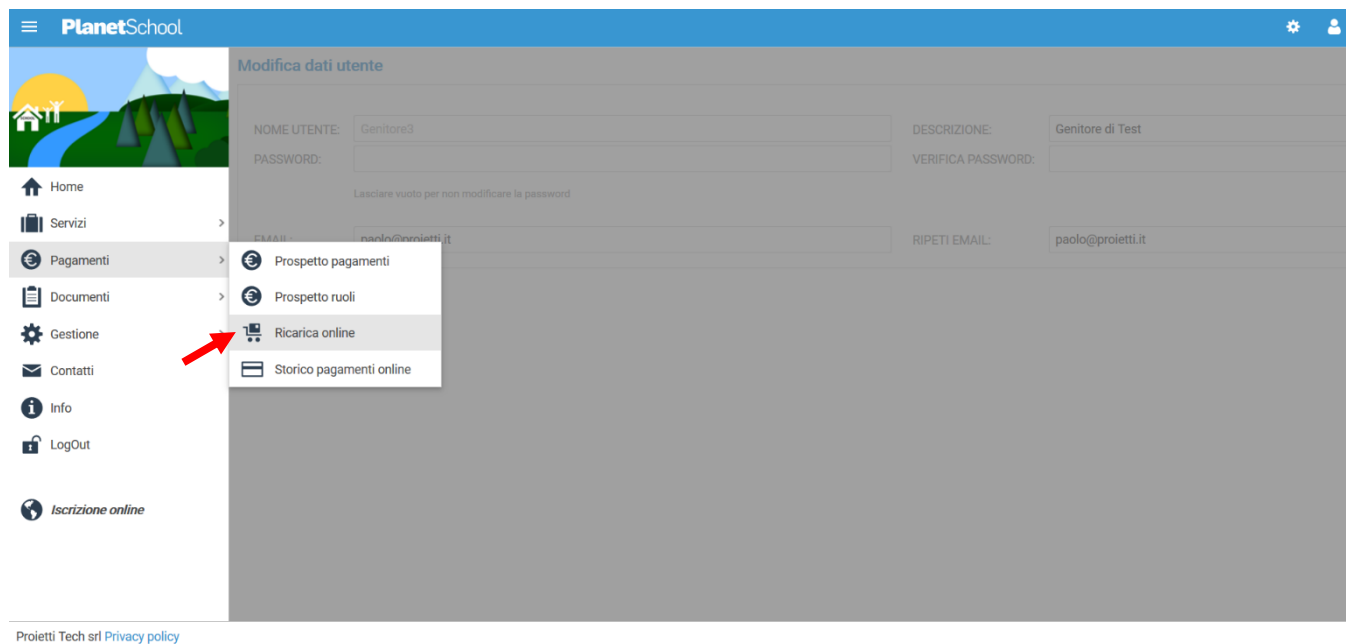 PlanetSchool
Modifica dati utente
NOME UTENTE: Genitore3 DESCRIZIONE: Genitore di Test
PASSWORD: VERIFICA PASSWORD:
Lasciare vuoto per non modificare la password
EMAIL: paolo@proietti.it RIPETI EMAIL: paolo@proietti.it
Home
Servizi
Pagamenti
Documenti
Gestione
Contatti
Info
LogOut
Iscrizione online
Prospetto pagamenti
Prospetto ruoli
Ricarica online
Storico pagamenti online
Proietti Tech srl Privacy policy